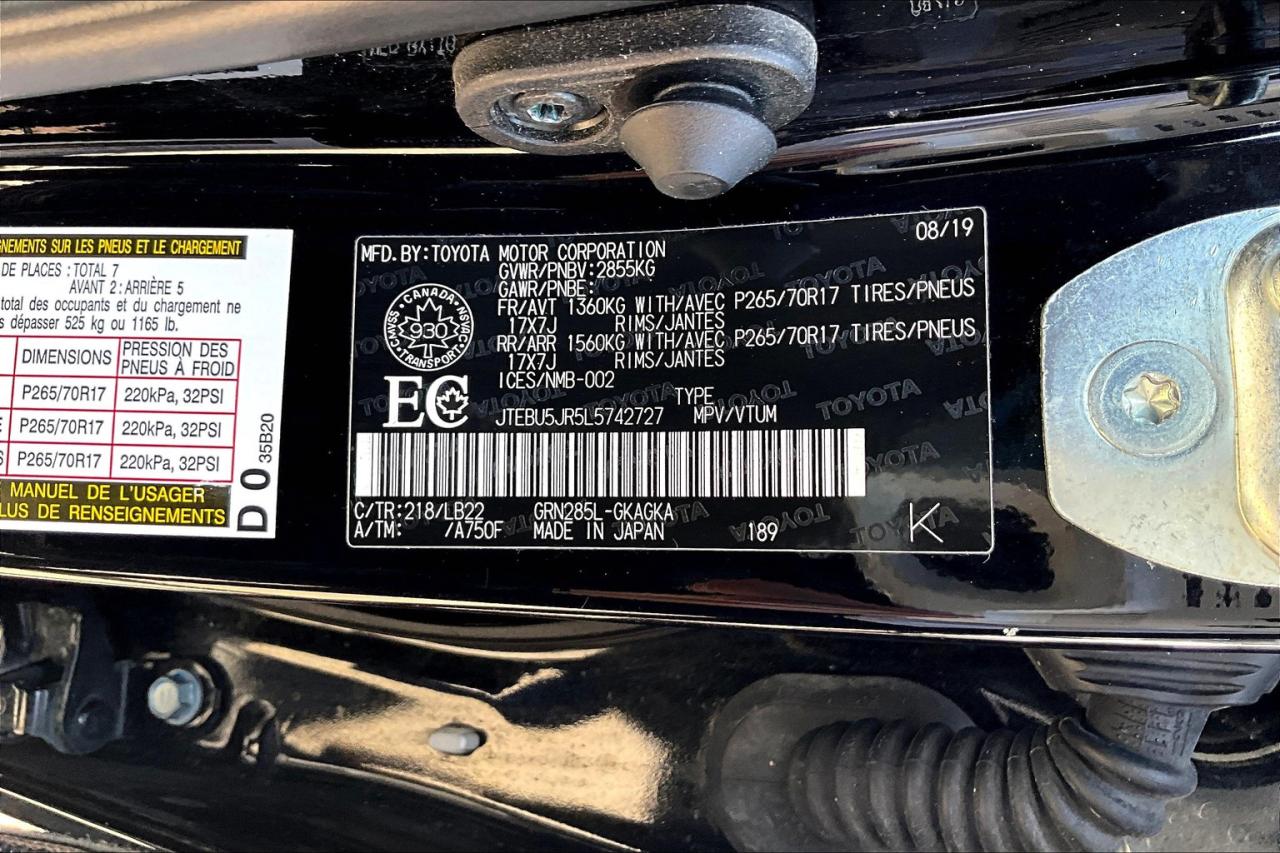 GNEMENTS SUR LES PNEUS ET LE CHARGEMENT
DE PLACES : TOTAL 7
AVANT 2 : ARRIÈRE 5
total des occupants et du chargement ne
s dépasser 525 kg ou 1165 lb.
DIMENSIONS PRESSION DES PNEUS À FROID
P265/70R17 220kPa, 32PSI
E P265/70R17 220kPa, 32PSI
S P265/70R17 220kPa, 32PSI
MANUEL DE L'USAGER
LUS DE RENSEIGNEMENTS
D 0 35B20
08/19
MFD. BY: TOYOTA MOTOR CORPORATION
GVWR/PNBV: 2855KG
GAWR/PNBE:
FR/AVT 1360KG WITH/AVEC P265/70R17 TIRES/PNEUS
17X7J RIMS/JANTES
RR/ARR 1560KG WITH/AVEC P265/70R17 TIRES/PNEUS
17X7J RIMS/JANTES
ICES/NMB-002
CANADA
CMVSS NSVAC
930
TRANSPORT
EC
TYPE
JTEBU5JR5L5742727 MPV/VTUM
C/TR: 218/LB22 GRN285L-GKAGKA
A/TM: /A750F MADE IN JAPAN 189 K
TOYOTA